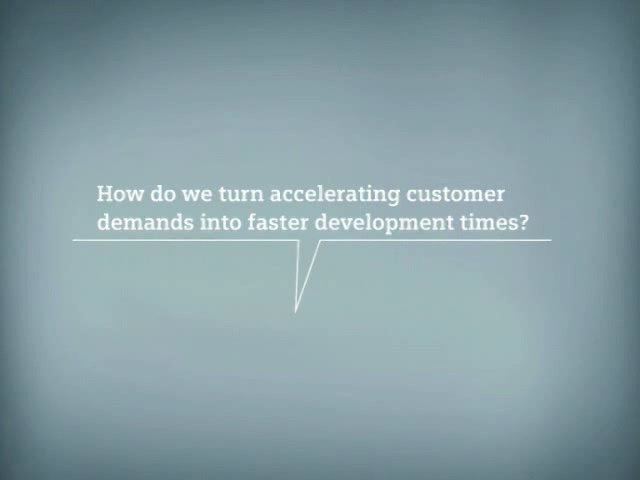 How do we turn accelerating customer
demands into faster development times?